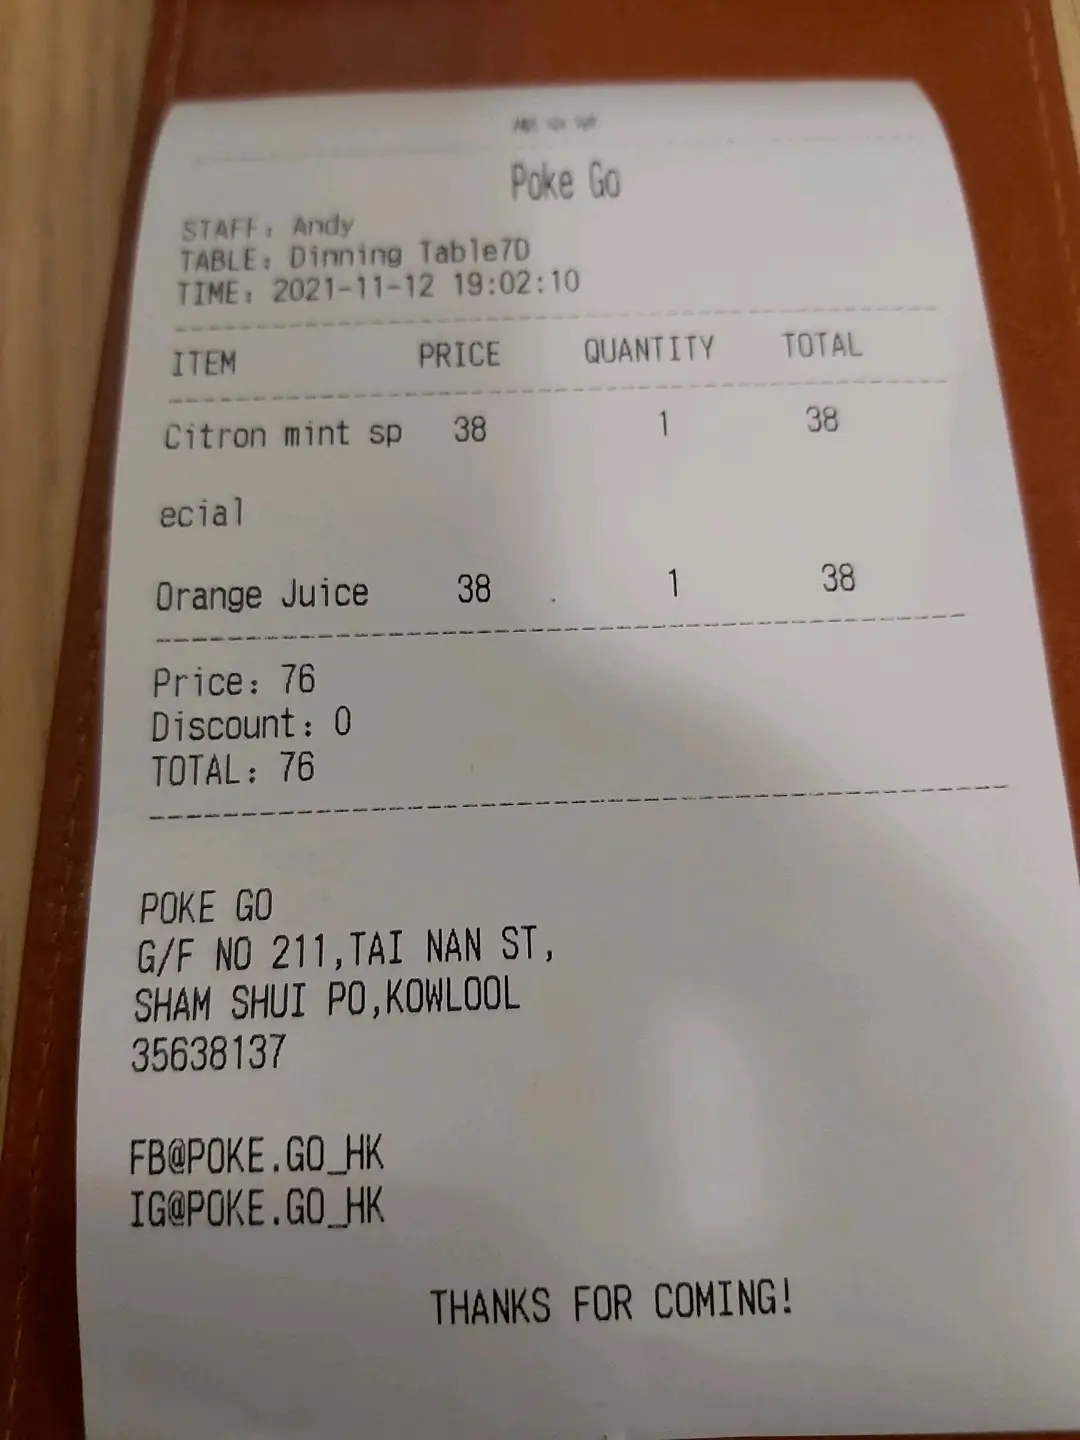 Poke Go
STAFF: Andy
TABLE: Dinning Table7D
TIME: 2021-11-12 19:02:10
ITEM PRICE QUANTITY TOTAL
Citron mint sp 38 1 38
ecial
Orange Juice 38 1 38
Price: 76
Discount: 0
TOTAL: 76
POKE GO
G/F NO 211,TAI NAN ST,
SHAM SHUI PO,KOWLOOL
35638137
FB@POKE.GO_HK
IG@POKE.GO_HK
THANKS FOR COMING!